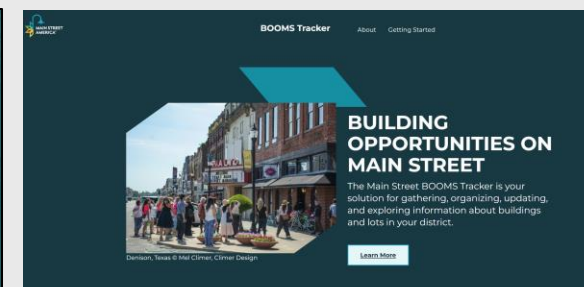 MAIN STREET
AMERICA
BOOMS Tracker
About
Getting Started
BUILDING
OPPORTUNITIES ON
MAIN STREET
The Main Street BOOMS Tracker is your
solution for gathering, organizing, updating,
and exploring information about buildings
and lots in your district.
Learn More
Denison, Texas © Mel Climer, Climer Design